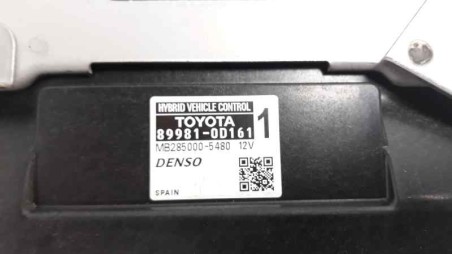 HYBRID VEHICLE CONTROL
TOYOTA 1
89981-0D161
MB285000-5480 12V
DENSO
SPAIN